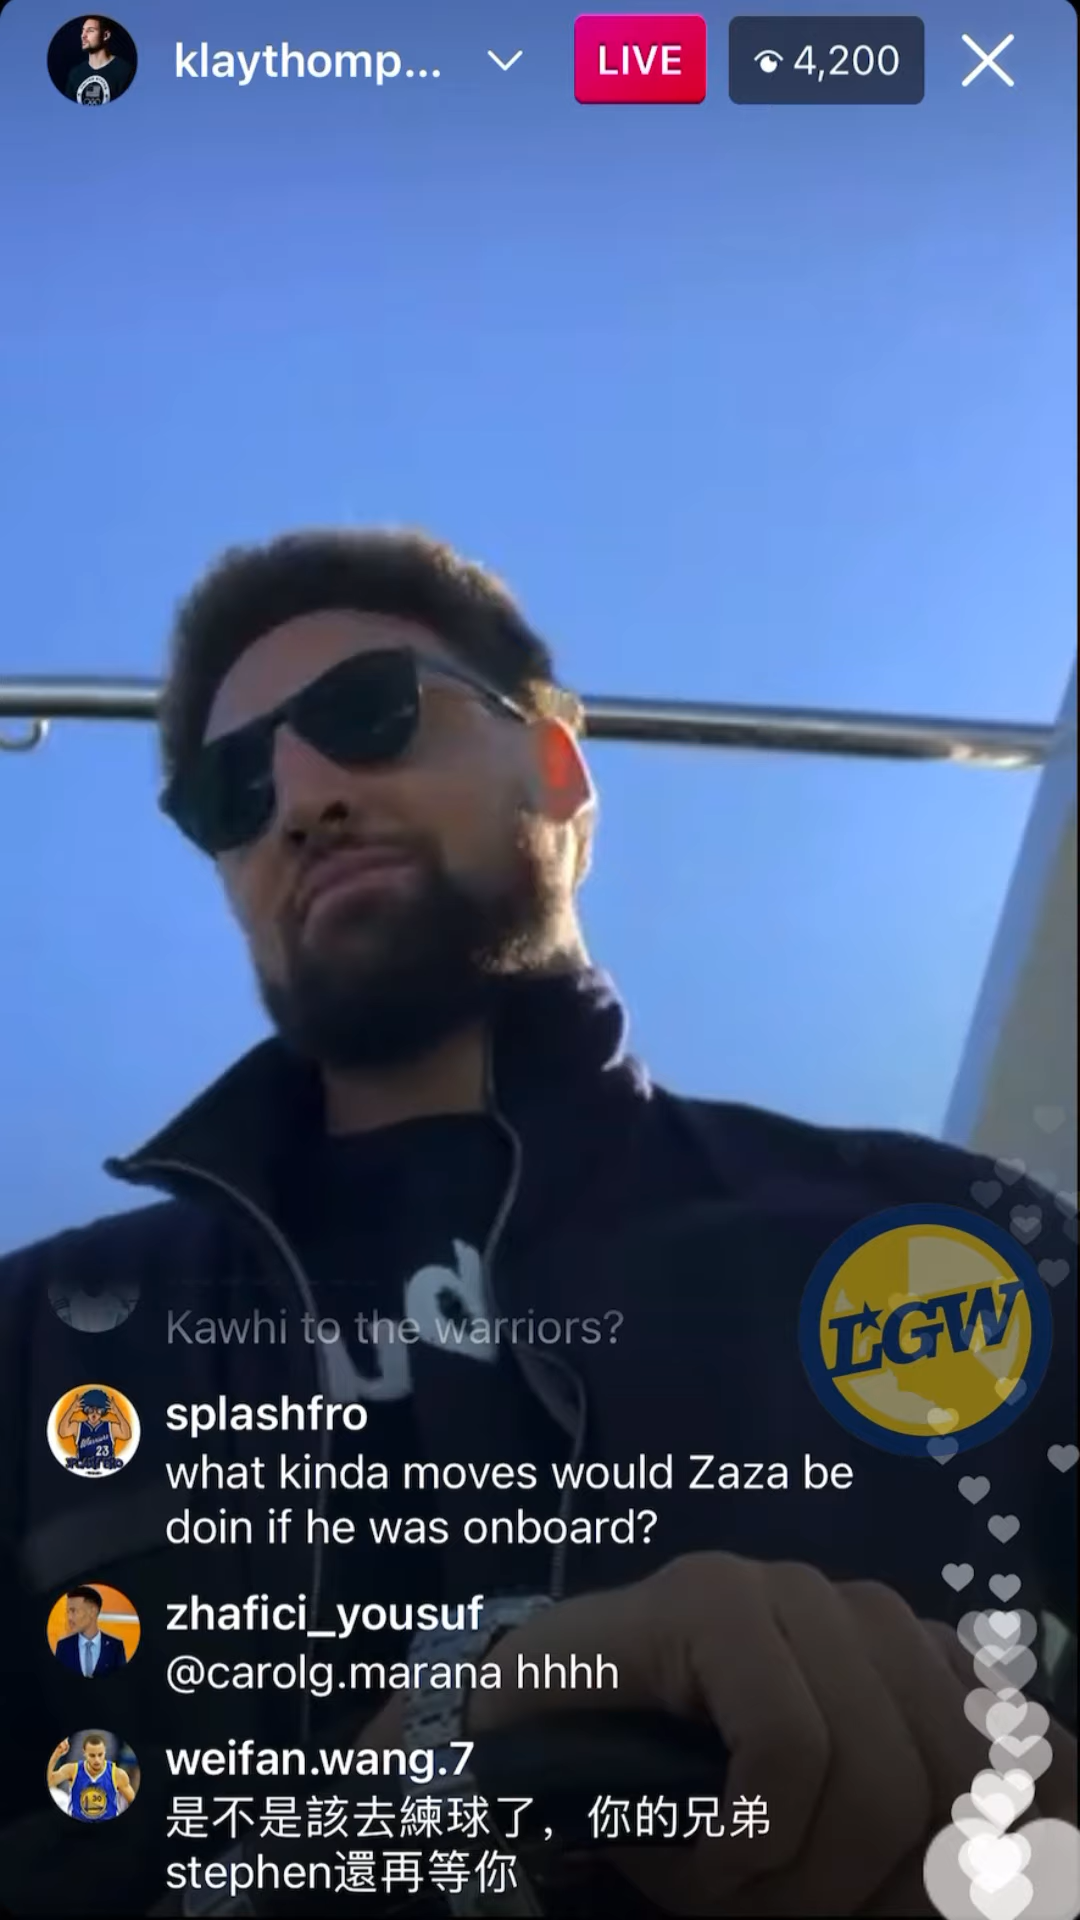 klaythomp...
LIVE
4,200
Kawhi to the warriors?
LGW
splashfro
what kinda moves would Zaza be
doin if he was onboard?
zhafici_yousuf
@carolg.marana hhhh
weifan.wang.7
是不是該去練球了，你的兄弟
stephen還再等你